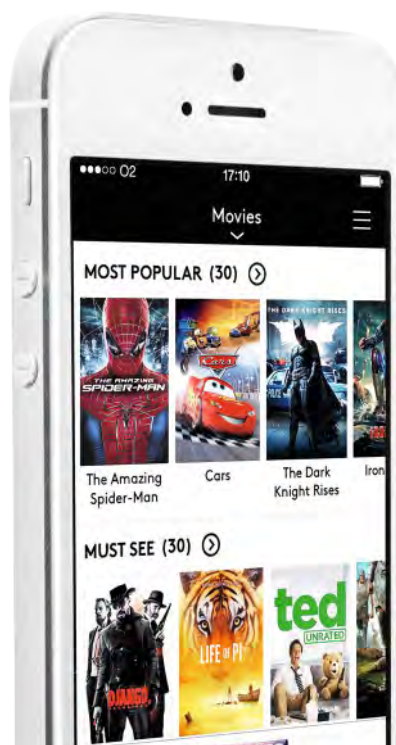 O2 17:10
Movies
MOST POPULAR (30)
THE AMAZING
SPIDER-MAN
Cars
THE DARK KNIGHT RISES
POLICE
The Amazing
Spider-Man
Cars
The Dark
Knight Rises
Iron
MUST SEE (30)
DJANGO
LIFE OF PI
ted
UNRATED